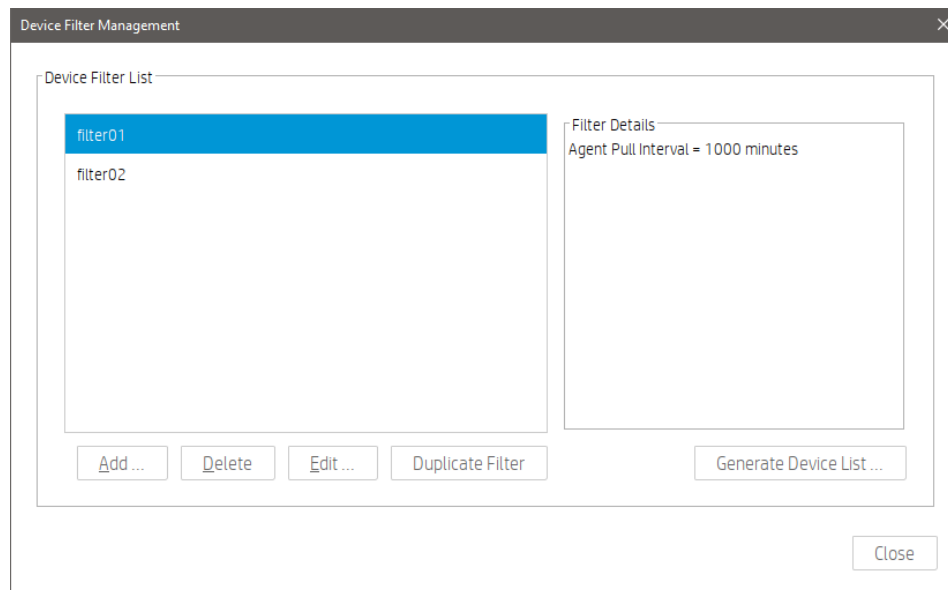 Device Filter Management
Device Filter List
filter01
filter02
Filter Details
Agent Pull Interval = 1000 minutes
Add ...
Delete
Edit ...
Duplicate Filter
Generate Device List ...
Close